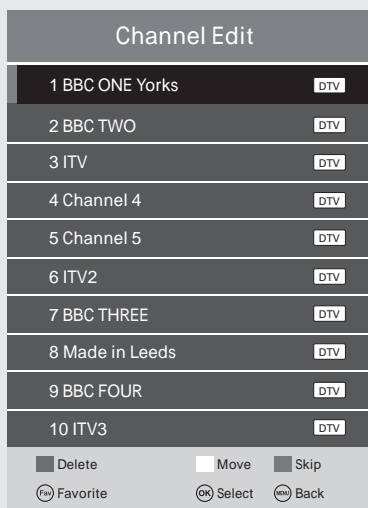 Channel Edit
1 BBC ONE Yorks DTV
2 BBC TWO DTV
3 ITV DTV
4 Channel 4 DTV
5 Channel 5 DTV
6 ITV2 DTV
7 BBC THREE DTV
8 Made in Leeds DTV
9 BBC FOUR DTV
10 ITV3 DTV
Delete Move Skip
Fav Favorite OK Select MENU Back